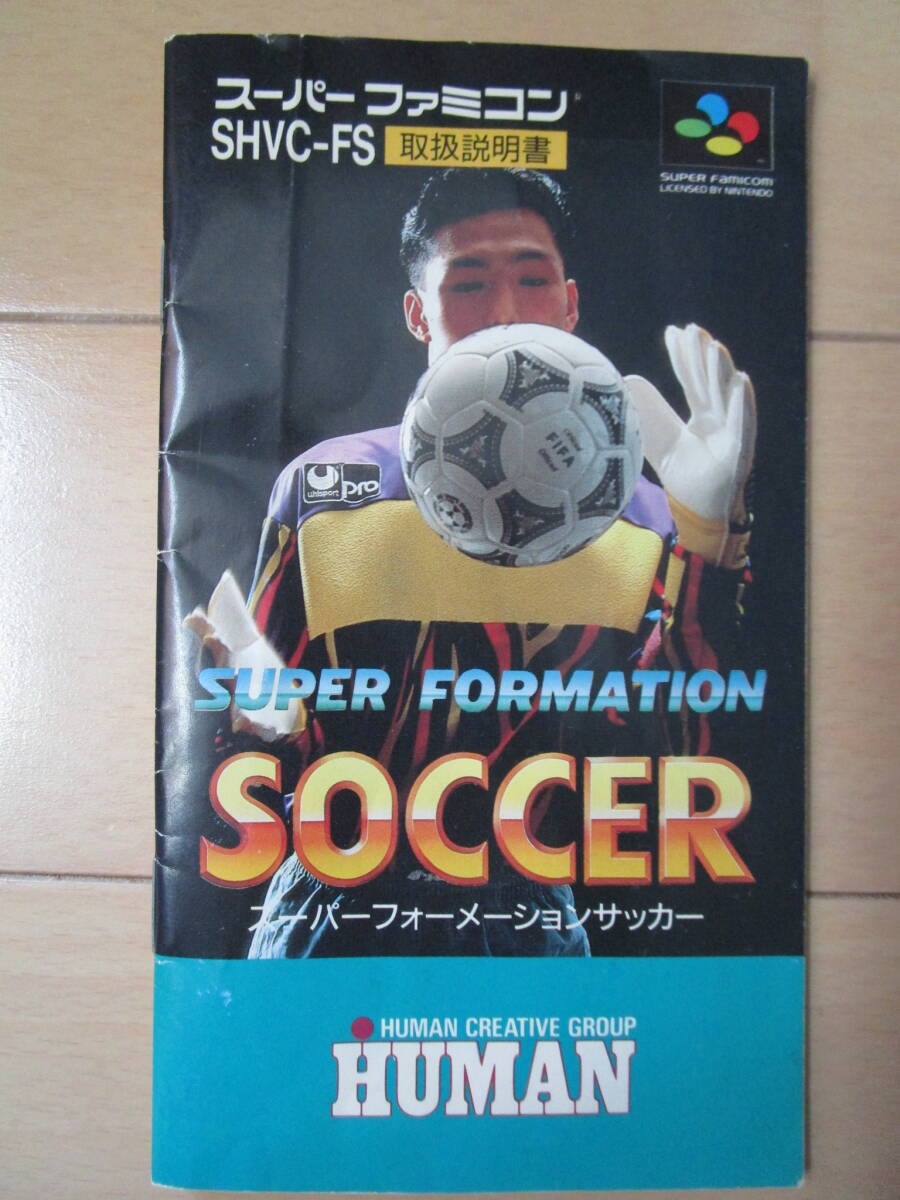 スーパーファミコン
SHVC-FS 取扱説明書
SUPER FAMICOM
LICENSED BY NINTENDO
Official
FIFA
Official
uhlsport
pro
SUPER FORMATION
SOCCER
スーパーフォーメーションサッカー
HUMAN CREATIVE GROUP
HUMAN